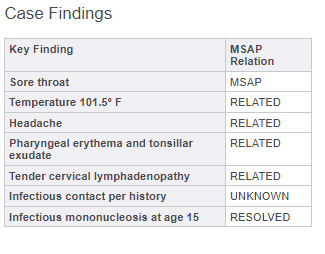 Case Findings
Key Finding MSAP
Relation
Sore throat MSAP
Temperature 101.5° F RELATED
Headache RELATED
Pharyngeal erythema and tonsillar RELATED
exudate
Tender cervical lymphadenopathy RELATED
Infectious contact per history UNKNOWN
Infectious mononucleosis at age 15 RESOLVED